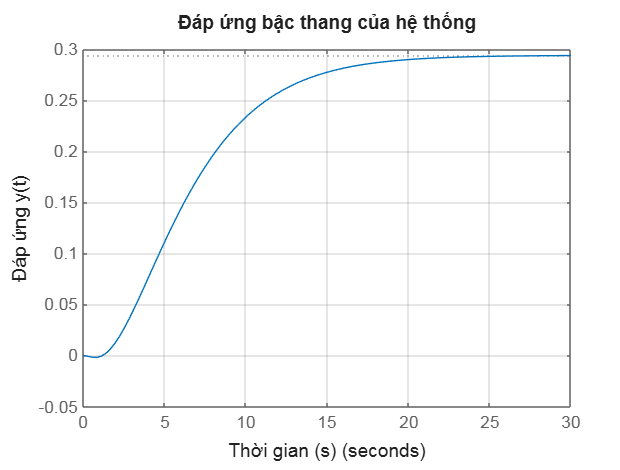 Đáp ứng bậc thang của hệ thống
0.3
0.25
0.2
0.15
0.1
0.05
0
-0.05
Đáp ứng y(t)
0 5 10 15 20 25 30
Thời gian (s) (seconds)